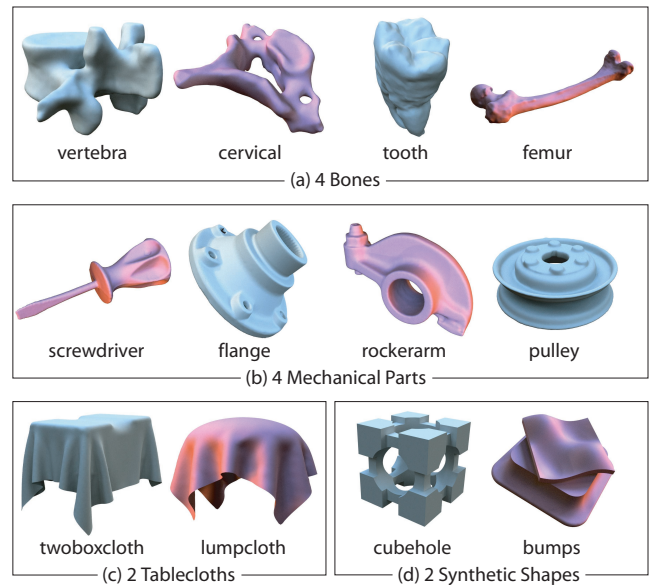 vertebra cervical tooth femur
(a) 4 Bones
screwdriver flange rockerarm pulley
(b) 4 Mechanical Parts
twoboxcloth lumpcloth
(c) 2 Tablecloths
cubehole bumps
(d) 2 Synthetic Shapes